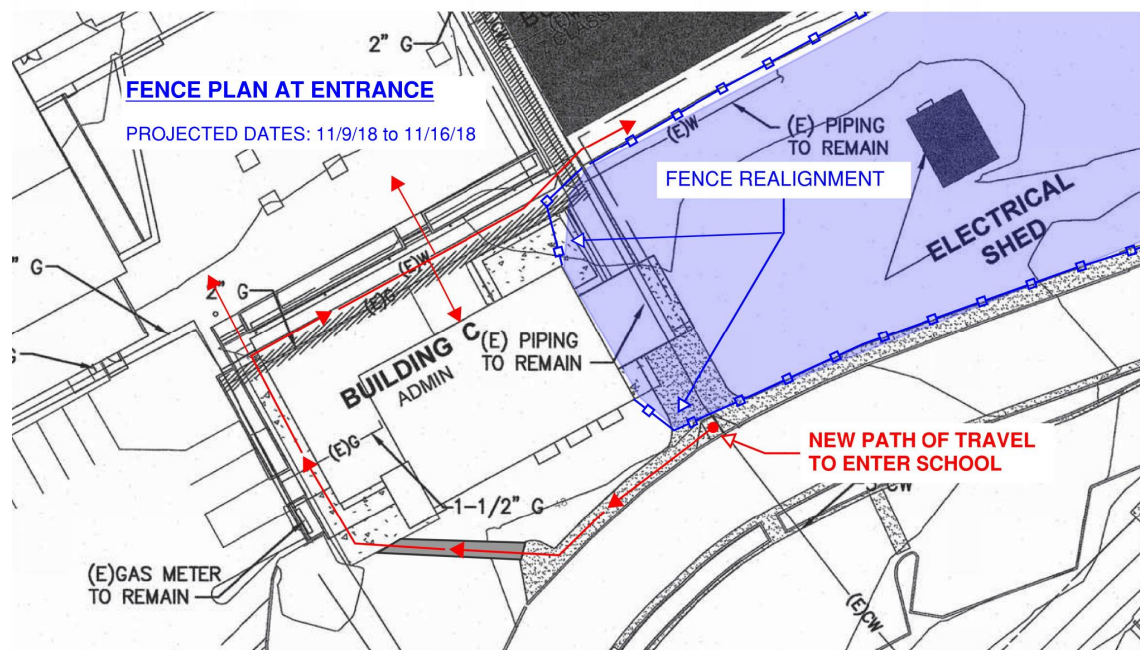 2" G
FENCE PLAN AT ENTRANCE
PROJECTED DATES: 11/9/18 to 11/16/18
(E)CW
(E)W
(E) PIPING
TO REMAIN
FENCE REALIGNMENT
ELECTRICAL
SHED
" G
2" G
(E)W
(E)G
BUILDING C
ADMIN
(E) PIPING
TO REMAIN
(E)G
NEW PATH OF TRAVEL
TO ENTER SCHOOL
1-1/2" G
48
(E)GAS METER
TO REMAIN
(E)CW